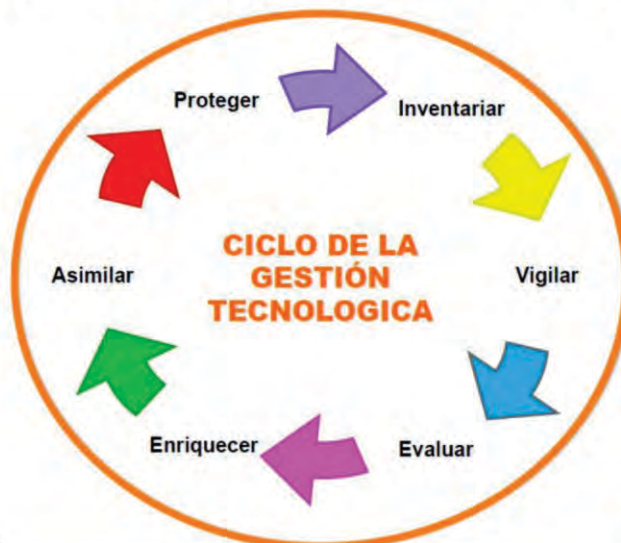 Proteger
Inventariar
CICLO DE LA
GESTIÓN
TECNOLOGICA
Asimilar
Vigilar
Enriquecer
Evaluar